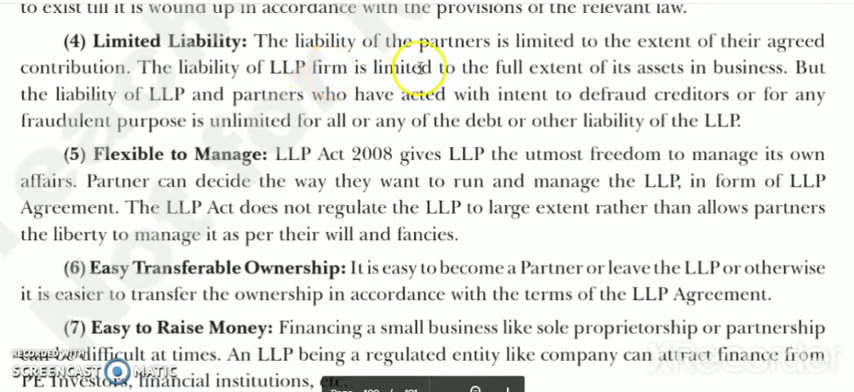 to exist till it is wound up in accordance with the provisions of the relevant law.
(4) Limited Liability: The liability of the partners is limited to the extent of their agreed
contribution. The liability of LLP firm is limited to the full extent of its assets in business. But
the liability of LLP and partners who have acted with intent to defraud creditors or for any
fraudulent purpose is unlimited for all or any of the debt or other liability of the LLP.
(5) Flexible to Manage: LLP Act 2008 gives LLP the utmost freedom to manage its own
affairs. Partner can decide the way they want to run and manage the LLP, in form of LLP
Agreement. The LLP Act does not regulate the LLP to large extent rather than allows partners
the liberty to manage it as per their will and fancies.
(6) Easy Transferable Ownership: It is easy to become a Partner or leave the LLP or otherwise
it is easier to transfer the ownership in accordance with the terms of the LLP Agreement.
(7) Easy to Raise Money: Financing a small business like sole proprietorship or partnership
can be difficult at times. An LLP being a regulated entity like company can attract finance from
PE Investors, financial institutions, etc.
RECORDED WITH
SCREENCAST MATIC
XRecorder